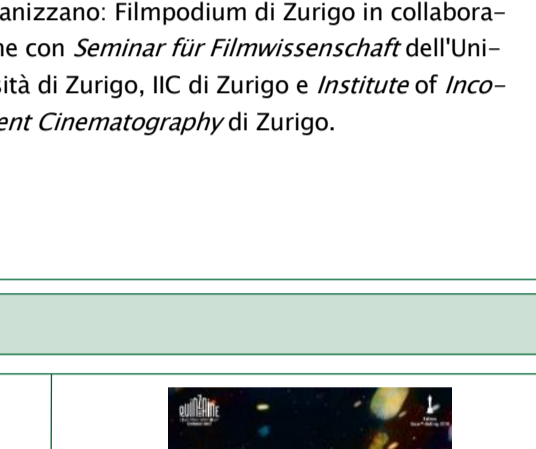 anizzano: Filmpodium di Zurigo in collabora-
ne con Seminar für Filmwissenschaft dell'Uni-
sità di Zurigo, IIC di Zurigo e Institute of Inco-
ent Cinematography di Zurigo.
QUINZAINE